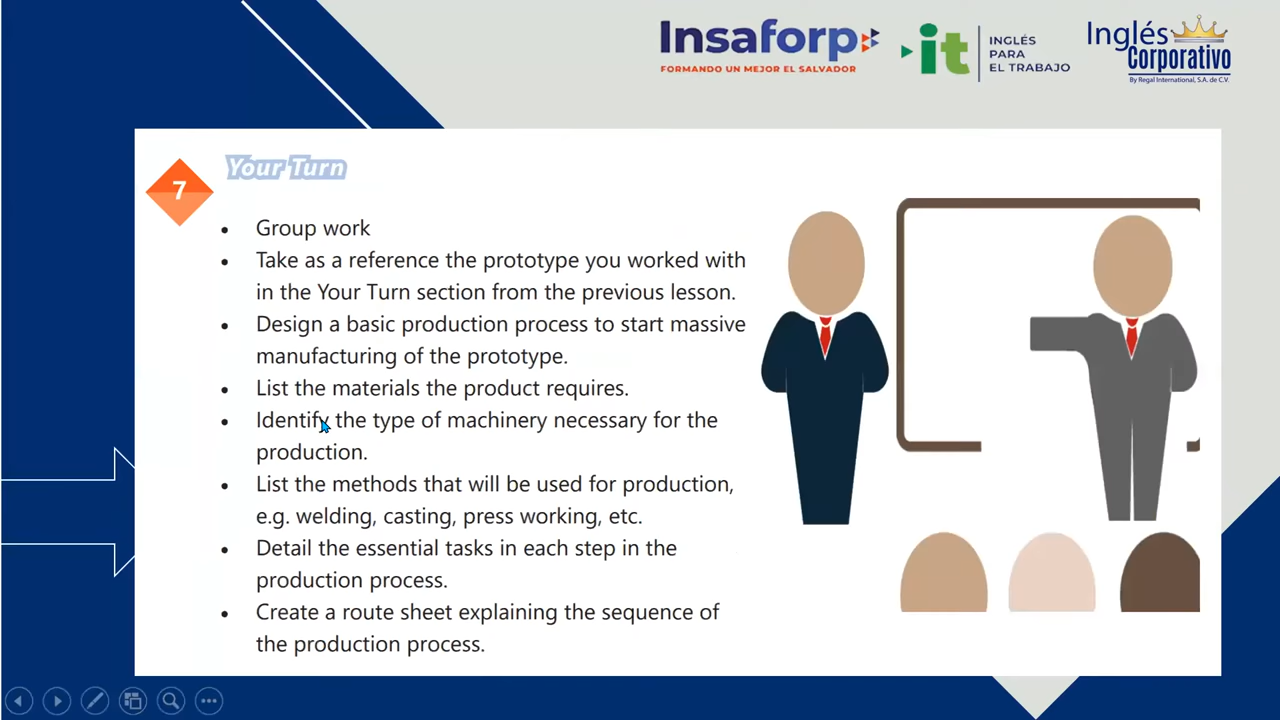 Insaforp
FORMANDO UN MEJOR EL SALVADOR
it
INGLÉS
PARA
EL TRABAJO
Inglés
Corporativo
By Regal International, S.A. de C.V.
7
Your Turn
• Group work
• Take as a reference the prototype you worked with
in the Your Turn section from the previous lesson.
• Design a basic production process to start massive
manufacturing of the prototype.
• List the materials the product requires.
• Identify the type of machinery necessary for the
production.
• List the methods that will be used for production,
e.g. welding, casting, press working, etc.
• Detail the essential tasks in each step in the
production process.
• Create a route sheet explaining the sequence of
the production process.